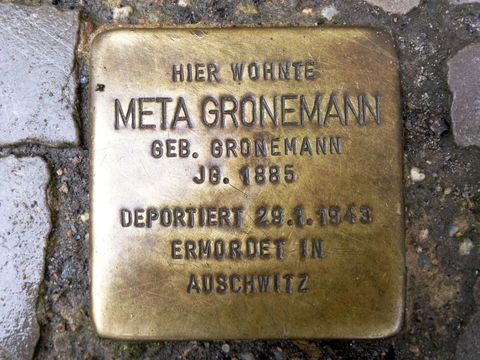 HIER WOHNTE
META GRONEMANN
GEB. GRONEMANN
JG. 1885
DEPORTIERT 29.1.1943
ERMORDET IN
AUSCHWITZ